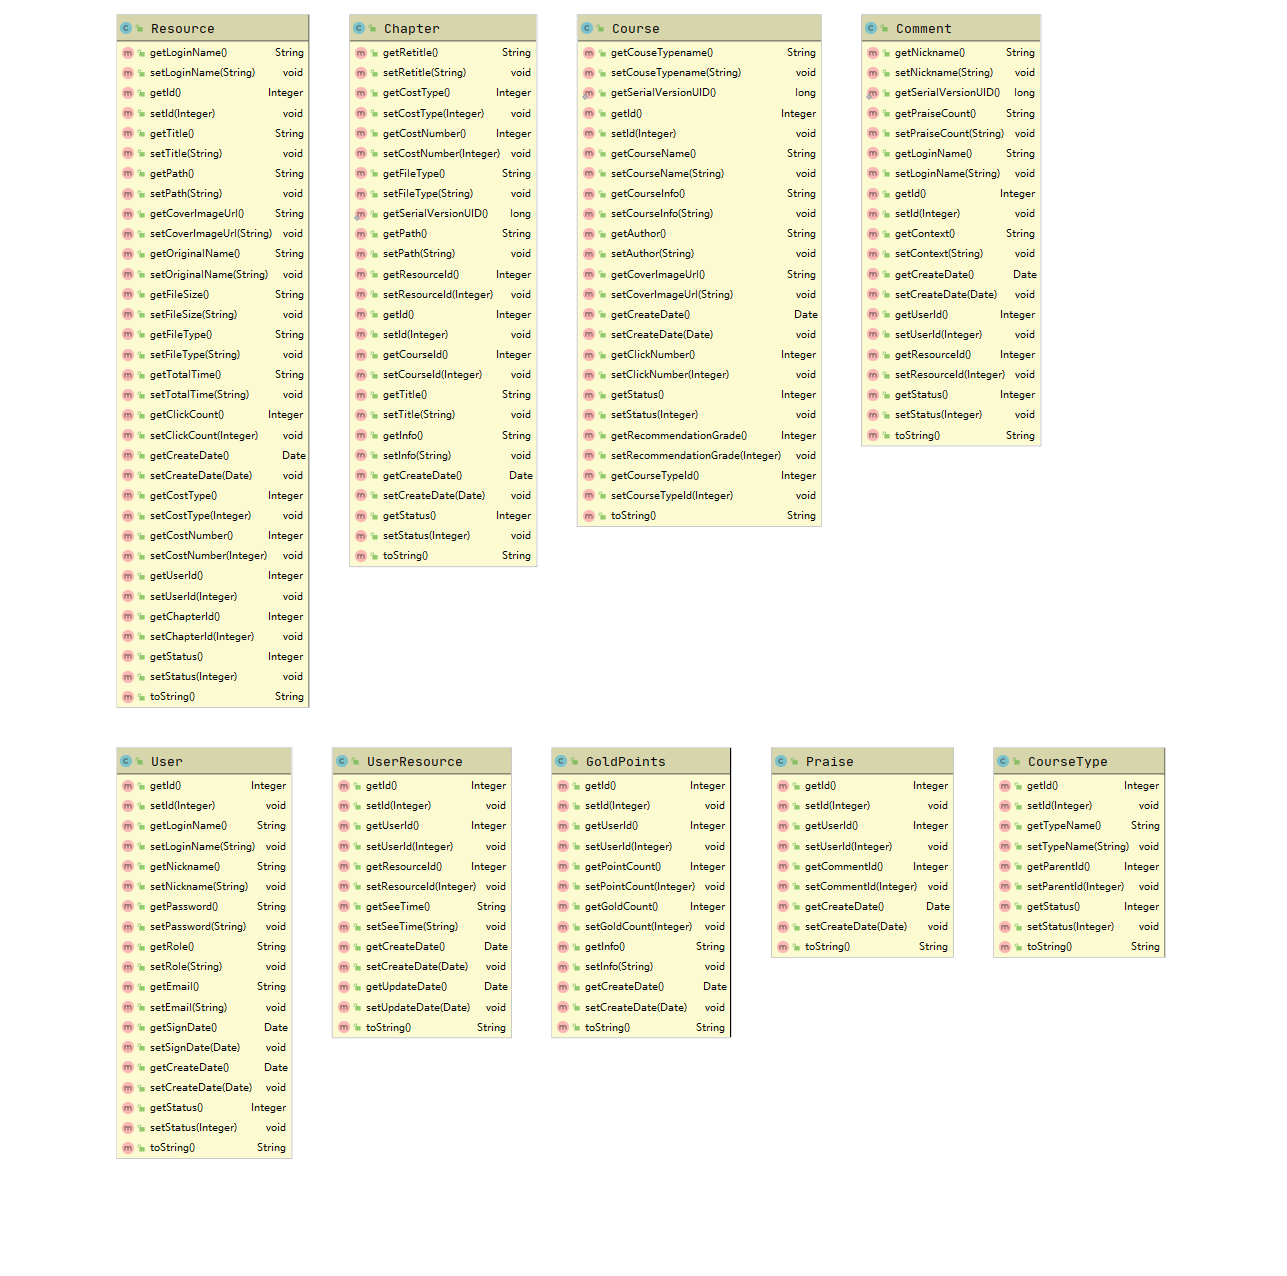 Resource
getLoginName() String
setLoginName(String) void
getId() Integer
setId(Integer) void
getTitle() String
setTitle(String) void
getPath() String
setPath(String) void
getCoverImageUrl() String
setCoverImageUrl(String) void
getOriginalName() String
setOriginalName(String) void
getFileSize() String
setFileSize(String) void
getFileType() String
setFileType(String) void
getTotalTime() String
setTotalTime(String) void
getClickCount() Integer
setClickCount(Integer) void
getCreateDate() Date
setCreateDate(Date) void
getCostType() Integer
setCostType(Integer) void
getCostNumber() Integer
setCostNumber(Integer) void
getUserId() Integer
setUserId(Integer) void
getChapterId() Integer
setChapterId(Integer) void
getStatus() Integer
setStatus(Integer) void
toString() String
Chapter
getRetitle() String
setRetitle(String) void
getCostType() Integer
setCostType(Integer) void
getCostNumber() Integer
setCostNumber(Integer) void
getFileType() String
setFileType(String) void
getSerialVersionUID() long
getPath() String
setPath(String) void
getResourceId() Integer
setResourceId(Integer) void
getId() Integer
setId(Integer) void
getCourseId() Integer
setCourseId(Integer) void
getTitle() String
setTitle(String) void
getInfo() String
setInfo(String) void
getCreateDate() Date
setCreateDate(Date) void
getStatus() Integer
setStatus(Integer) void
toString() String
Course
getCouseTypename() String
setCouseTypename(String) void
getSerialVersionUID() long
getId() Integer
setId(Integer) void
getCourseName() String
setCourseName(String) void
getCourseInfo() String
setCourseInfo(String) void
getAuthor() String
setAuthor(String) void
getCoverImageUrl() String
setCoverImageUrl(String) void
getCreateDate() Date
setCreateDate(Date) void
getClickNumber() Integer
setClickNumber(Integer) void
getStatus() Integer
setStatus(Integer) void
getRecommendationGrade() Integer
setRecommendationGrade(Integer) void
getCourseTypeId() Integer
setCourseTypeId(Integer) void
toString() String
Comment
getNickname() String
setNickname(String) void
getSerialVersionUID() long
getPraiseCount() String
setPraiseCount(String) void
getLoginName() String
setLoginName(String) void
getId() Integer
setId(Integer) void
getContext() String
setContext(String) void
getCreateDate() Date
setCreateDate(Date) void
getUserId() Integer
setUserId(Integer) void
getResourceId() Integer
setResourceId(Integer) void
getStatus() Integer
setStatus(Integer) void
toString() String
User
getId() Integer
setId(Integer) void
getLoginName() String
setLoginName(String) void
getNickname() String
setNickname(String) void
getPassword() String
setPassword(String) void
getRole() String
setRole(String) void
getEmail() String
setEmail(String) void
getSignDate() Date
setSignDate(Date) void
getCreateDate() Date
setCreateDate(Date) void
getStatus() Integer
setStatus(Integer) void
toString() String
UserResource
getId() Integer
setId(Integer) void
getUserId() Integer
setUserId(Integer) void
getResourceId() Integer
setResourceId(Integer) void
getSeeTime() String
setSeeTime(String) void
getCreateDate() Date
setCreateDate(Date) void
getUpdateDate() Date
setUpdateDate(Date) void
toString() String
GoldPoints
getId() Integer
setId(Integer) void
getUserId() Integer
setUserId(Integer) void
getPointCount() Integer
setPointCount(Integer) void
getGoldCount() Integer
setGoldCount(Integer) void
getInfo() String
setInfo(String) void
getCreateDate() Date
setCreateDate(Date) void
toString() String
Praise
getId() Integer
setId(Integer) void
getUserId() Integer
setUserId(Integer) void
getCommentId() Integer
setCommentId(Integer) void
getCreateDate() Date
setCreateDate(Date) void
toString() String
CourseType
getId() Integer
setId(Integer) void
getTypeName() String
setTypeName(String) void
getParentId() Integer
setParentId(Integer) void
getStatus() Integer
setStatus(Integer) void
toString() String